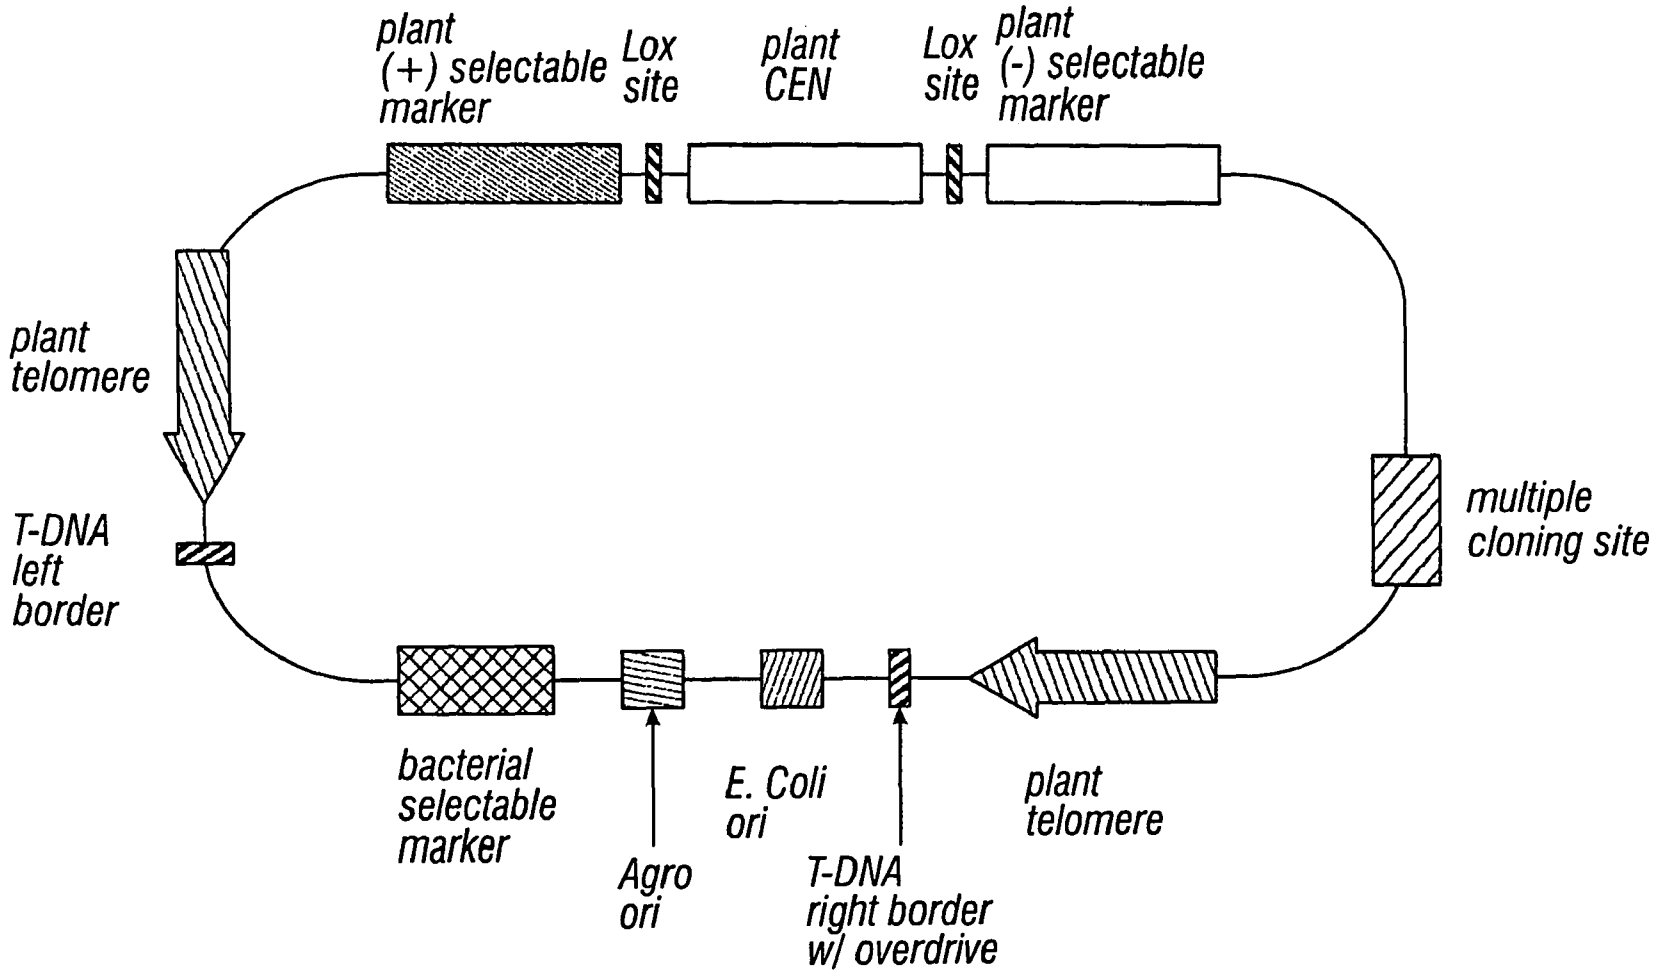 plant
(+) selectable
marker
Lox
site
plant
CEN
Lox
site
plant
(-) selectable
marker
plant
telomere
T-DNA
left
border
multiple
cloning site
bacterial
selectable
marker
Agro
ori
E. Coli
ori
T-DNA
right border
w/ overdrive
plant
telomere